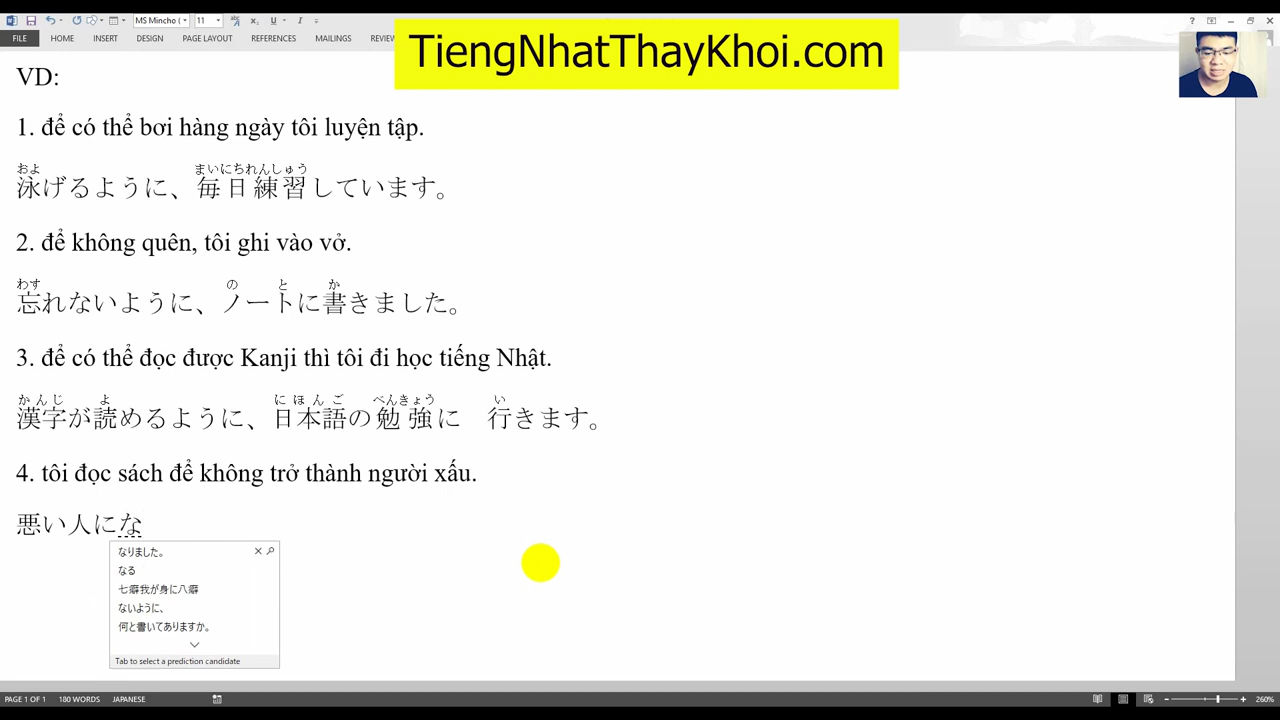 MS Mincho ( 11
FILE HOME INSERT DESIGN PAGE LAYOUT REFERENCES MAILINGS REVIEW
TiengNhatThayKhoi.com
VD:
1. để có thể bơi hàng ngày tôi luyện tập.
およ まいにちれんしゅう
泳げるように、毎日練習しています。
2. để không quên, tôi ghi vào vở.
わす の と か
忘れないように、ノートに書きました。
3. để có thể đọc được Kanji thì tôi đi học tiếng Nhật.
かんじ よ にほんご べんきょう い
漢字が読めるように、日本語の勉強に 行きます。
4. tôi đọc sách để không trở thành người xấu.
悪い人にな
なりました。
なる
七癖我が身に八癖
ないように、
何と書いてありますか。
Tab to select a prediction candidate
PAGE 1 OF 1 180 WORDS JAPANESE 260%